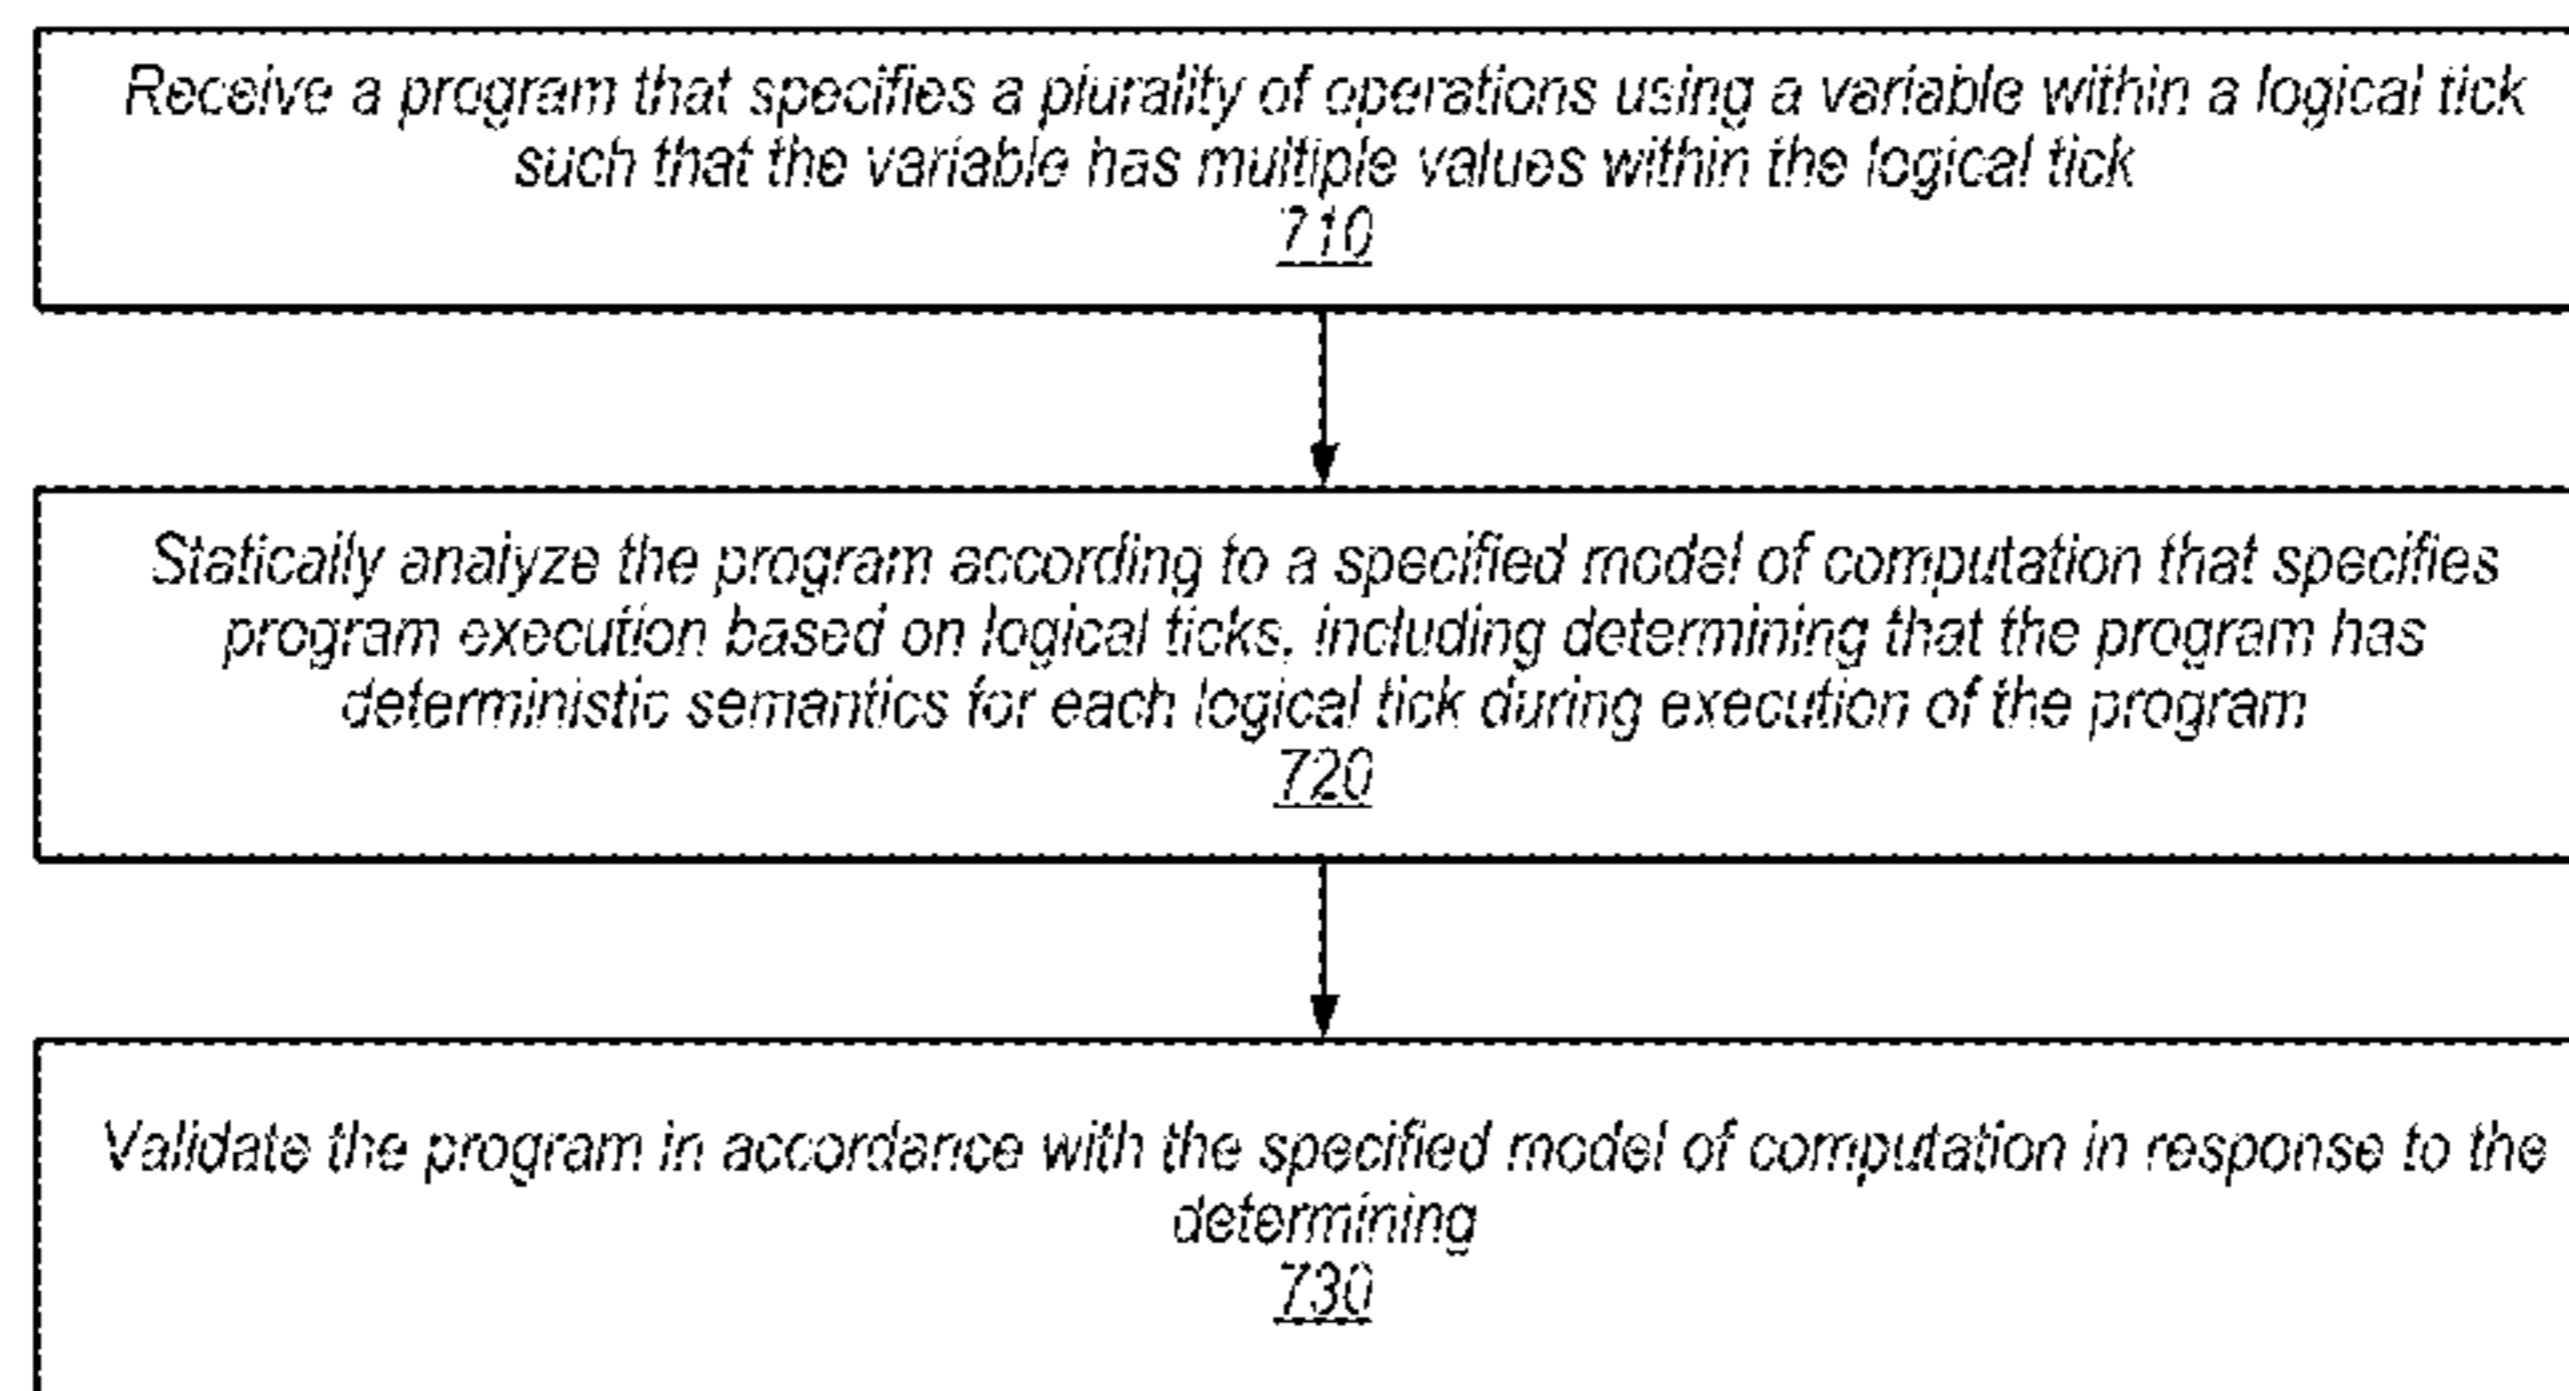 Receive a program that specifies a plurality of operations using a variable within a logical tick
such that the variable has multiple values within the logical tick
710
Statically analyze the program according to a specified model of computation that specifies
program execution based on logical ticks, including determining that the program has
deterministic semantics for each logical tick during execution of the program
720
Validate the program in accordance with the specified model of computation in response to the
determining
730